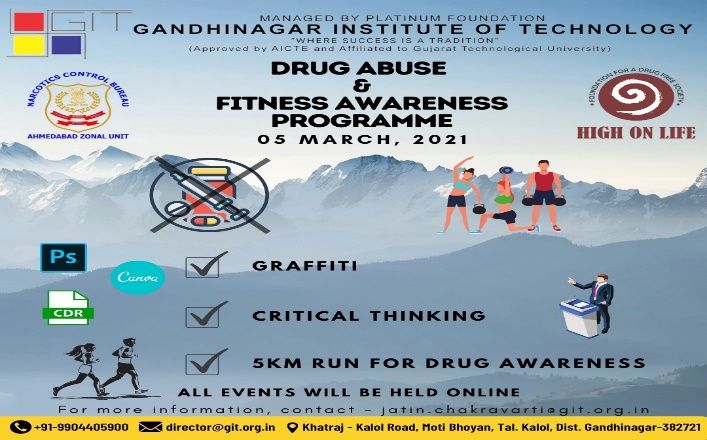 GIT
MANAGED BY PLATINUM FOUNDATION
GANDHINAGAR INSTITUTE OF TECHNOLOGY
"WHERE SUCCESS IS A TRADITION"
(Approved by AICTE and Affiliated to Gujarat Technological University)
DRUG ABUSE
&
FITNESS AWARENESS
PROGRAMME
05 MARCH, 2021
NARCOTICS CONTROL BUREAU
AHMEDABAD ZONAL UNIT
FOUNDATION FOR A DRUG FREE SOCIETY
HIGH ON LIFE
Ps
Canva
CDR
GRAFFITI
CRITICAL THINKING
5KM RUN FOR DRUG AWARENESS
ALL EVENTS WILL BE HELD ONLINE
For more information, contact - jatin.chakravarti@git.org.in
+91-9904405900 director@git.org.in Khatraj - Kalol Road, Moti Bhoyan, Tal. Kalol, Dist. Gandhinagar-382721